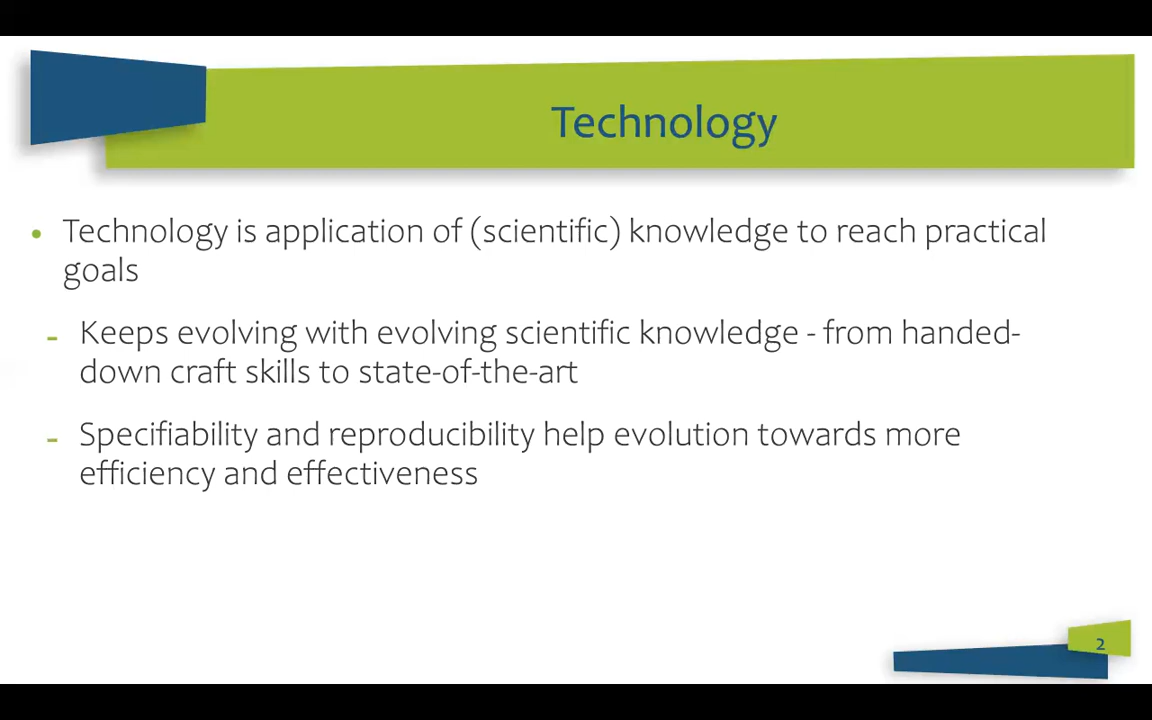 Technology
• Technology is application of (scientific) knowledge to reach practical
goals
- Keeps evolving with evolving scientific knowledge - from handed-
down craft skills to state-of-the-art
- Specifiability and reproducibility help evolution towards more
efficiency and effectiveness
2